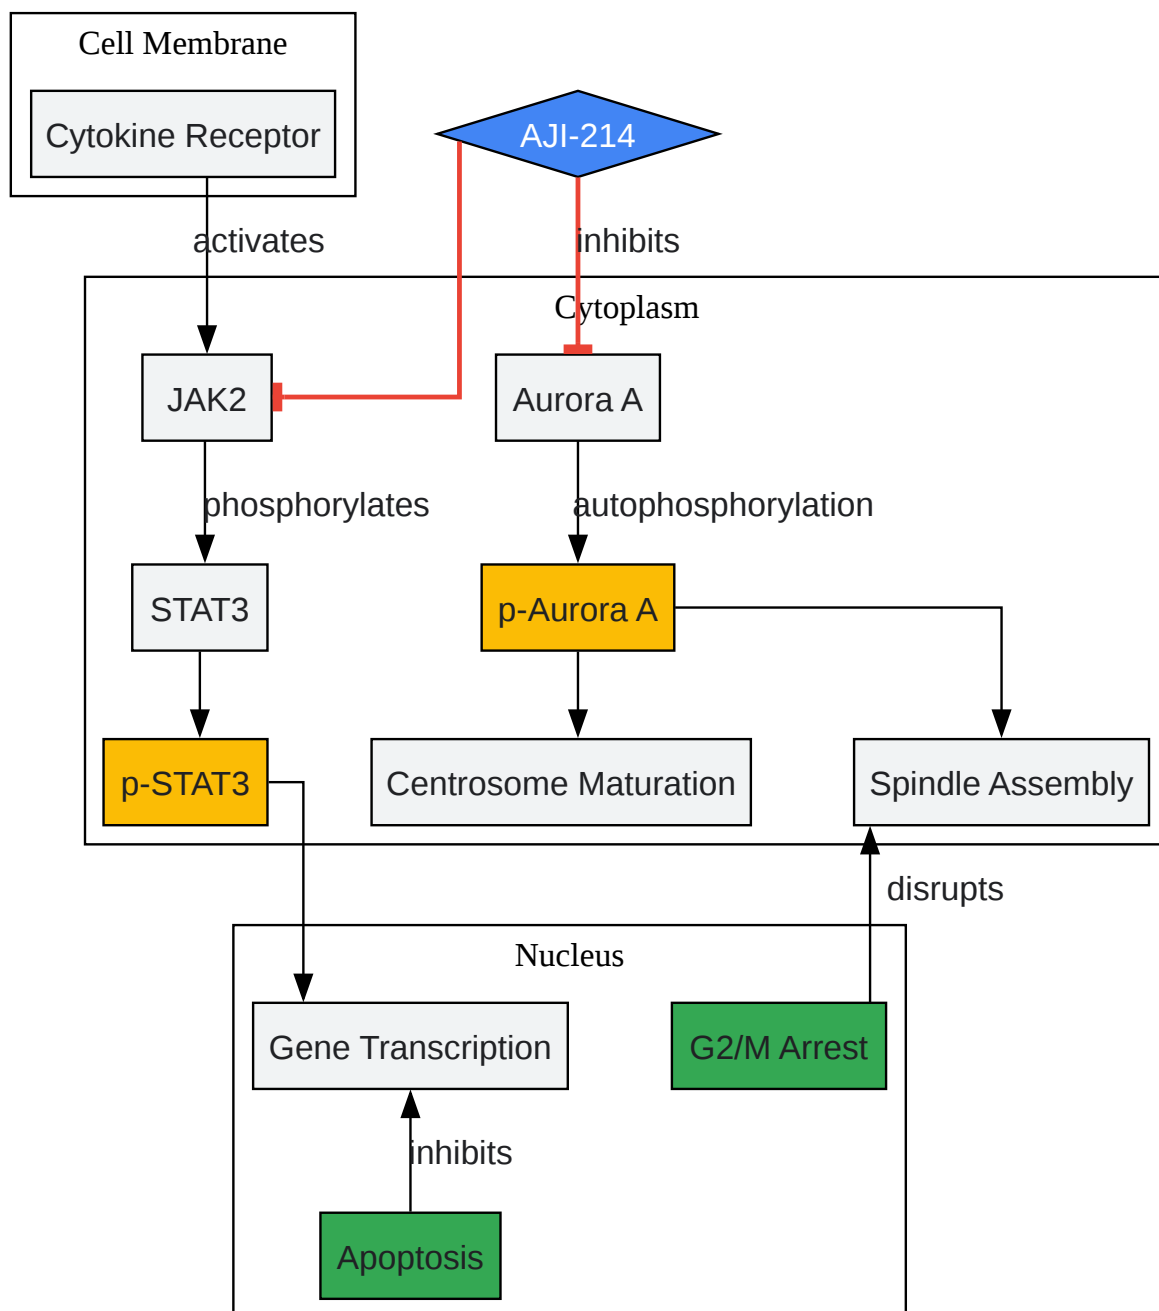 Cell Membrane
Cytokine Receptor
AJI-214
activates
inhibits
Cytoplasm
JAK2
Aurora A
phosphorylates
autophosphorylation
STAT3
p-Aurora A
p-STAT3
Centrosome Maturation
Spindle Assembly
disrupts
Nucleus
Gene Transcription
G2/M Arrest
inhibits
Apoptosis